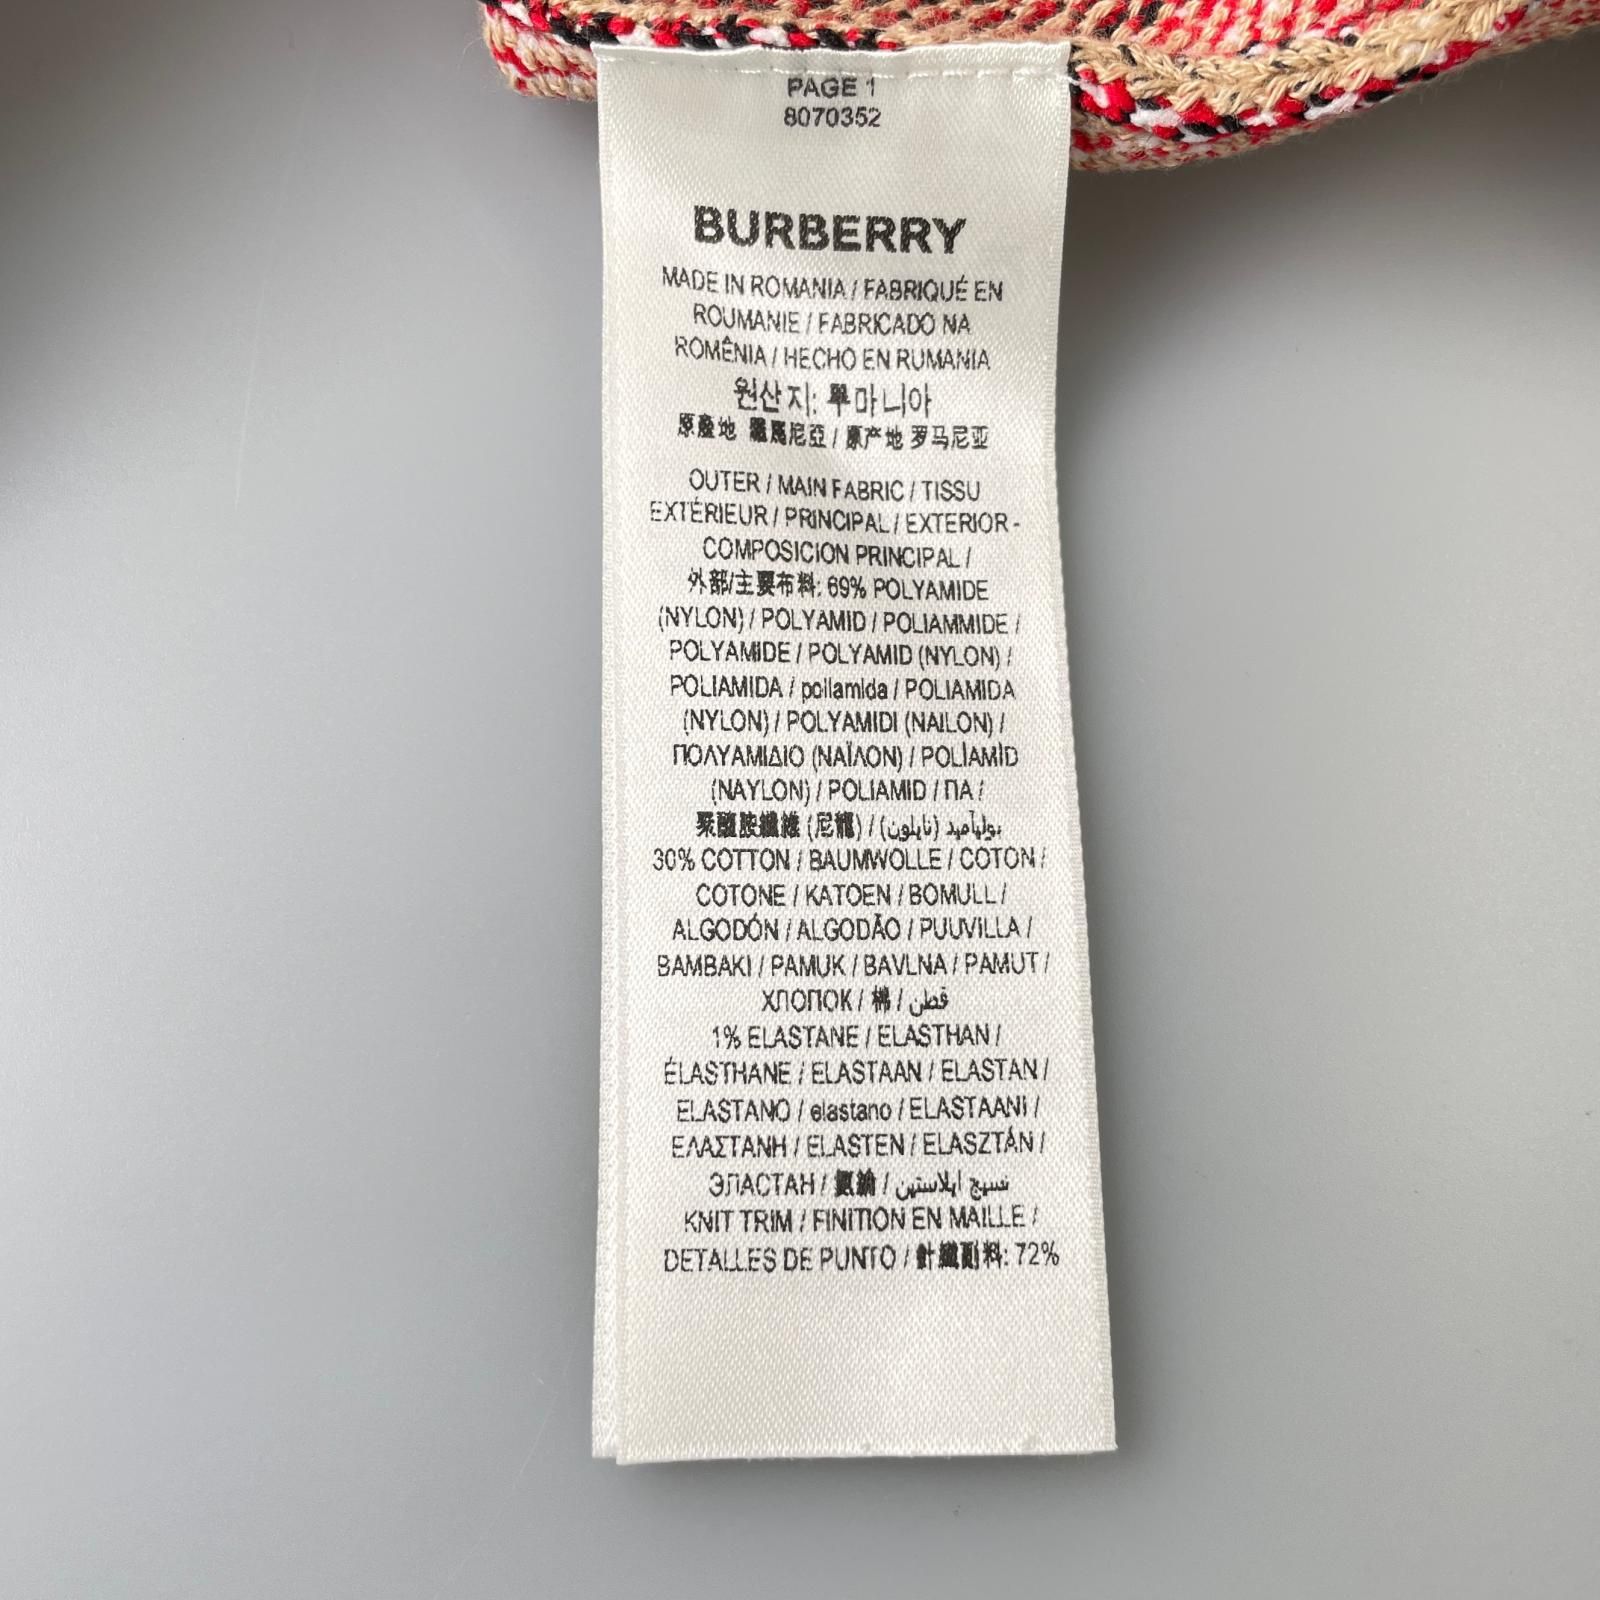 PAGE 1
8070352
BURBERRY
MADE IN ROMANIA / FABRIQUÉ EN
ROUMANIE / FABRICADO NA
ROMÊNIA / HECHO EN RUMANIA
원산지: 루마니아
原產地 羅馬尼亞 / 原产地 罗马尼亚
OUTER / MAIN FABRIC / TISSU
EXTÉRIEUR / PRINCIPAL / EXTERIOR -
COMPOSICION PRINCIPAL /
外部/主要布料: 69% POLYAMIDE
(NYLON) / POLYAMID / POLIAMMIDE /
POLYAMIDE / POLYAMID (NYLON) /
POLIAMIDA / poliamida / POLIAMIDA
(NYLON) / POLYAMIDI (NAILON) /
ΠΟΛΥΑΜΙΔΙΟ (ΝΑΪΛΟΝ) / POLİAMİD
(NAYLON) / POLIAMID / ПА /
聚醯胺纖維 (尼龍) / بولياميد (نايلون)
30% COTTON / BAUMWOLLE / COTON /
COTONE / KATOEN / BOMULL /
ALGODÓN / ALGODÃO / PUUVILLA /
BAMBAKI / PAMUK / BAVLNA / PAMUT /
ХЛОПОК / 棉 / قطن
1% ELASTANE / ELASTHAN /
ÉLASTHANE / ELASTAAN / ELASTAN /
ELASTANO / elastano / ELASTAANI /
ΕΛΑΣΤΑΝΗ / ELASTEN / ELASZTÁN /
ЭЛАСТАН / 氨綸 / نسيج ايلاستين
KNIT TRIM / FINITION EN MAILLE /
DETALLES DE PUNTO / 針織副料: 72%